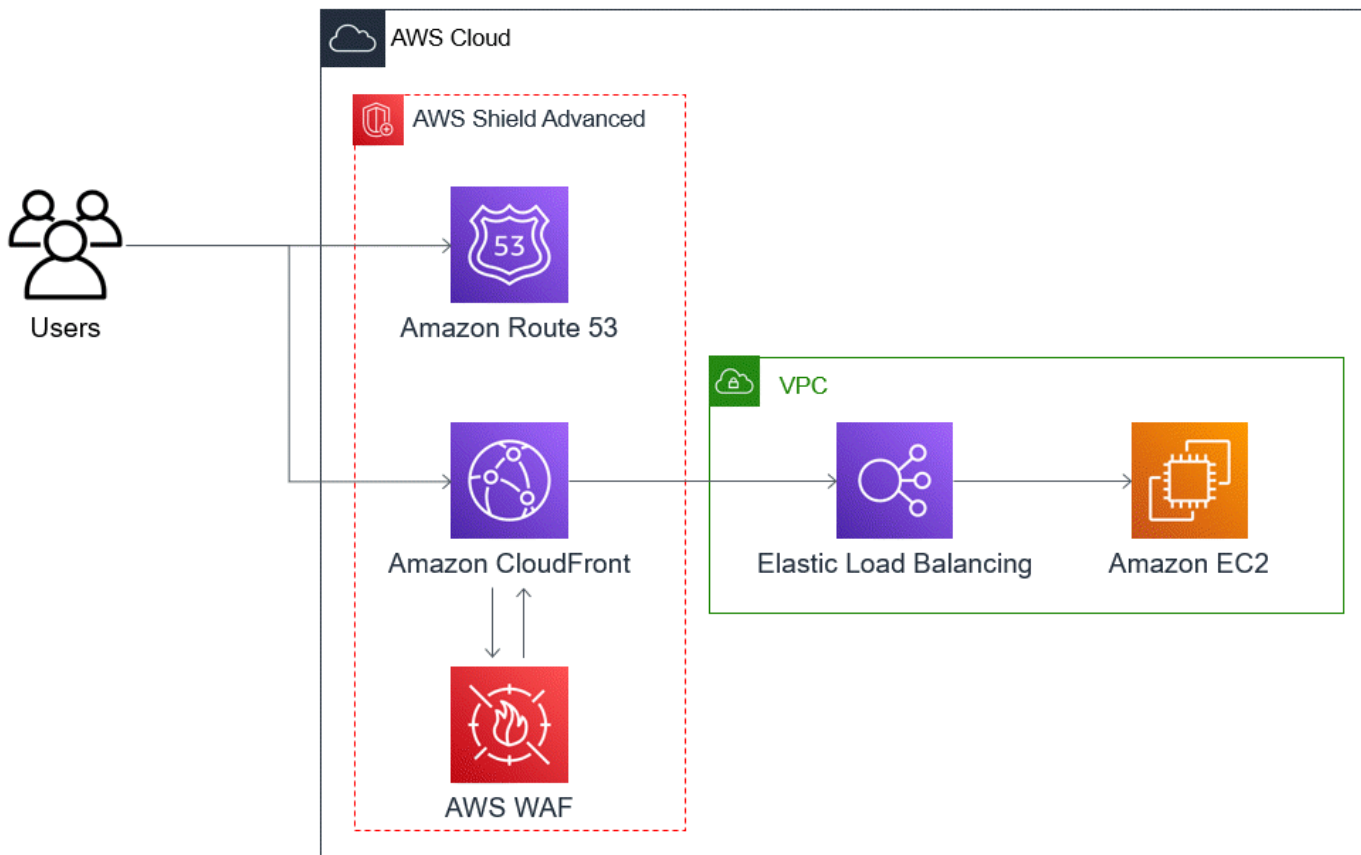 AWS Cloud
AWS Shield Advanced
53
Users
Amazon Route 53
VPC
Amazon CloudFront
Elastic Load Balancing
Amazon EC2
AWS WAF